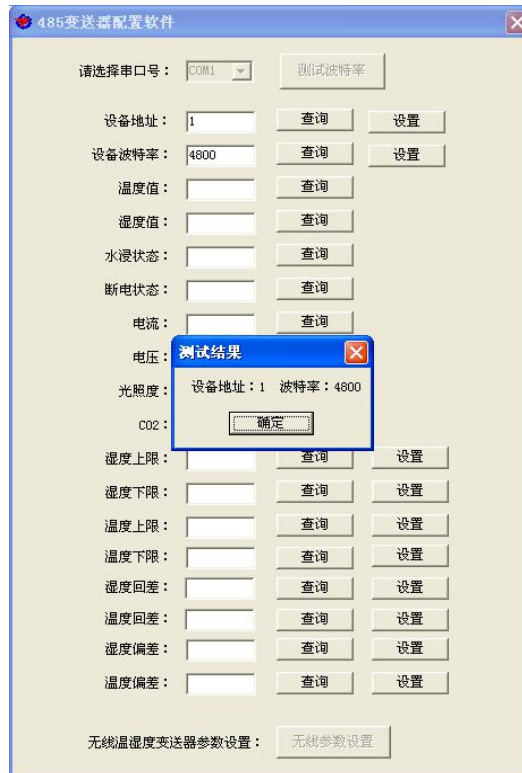 485变送器配置软件
请选择串口号： COM1 测试波特率
设备地址： 1 查询 设置
设备波特率： 4800 查询 设置
温度值： 查询
湿度值： 查询
水浸状态： 查询
断电状态： 查询
电流： 查询
电压：
测试结果
光照度：
设备地址：1 波特率：4800
CO2：
确定
湿度上限： 查询 设置
湿度下限： 查询 设置
温度上限： 查询 设置
温度下限： 查询 设置
湿度回差： 查询 设置
温度回差： 查询 设置
湿度偏差： 查询 设置
温度偏差： 查询 设置
无线温湿度变送器参数设置： 无线参数设置